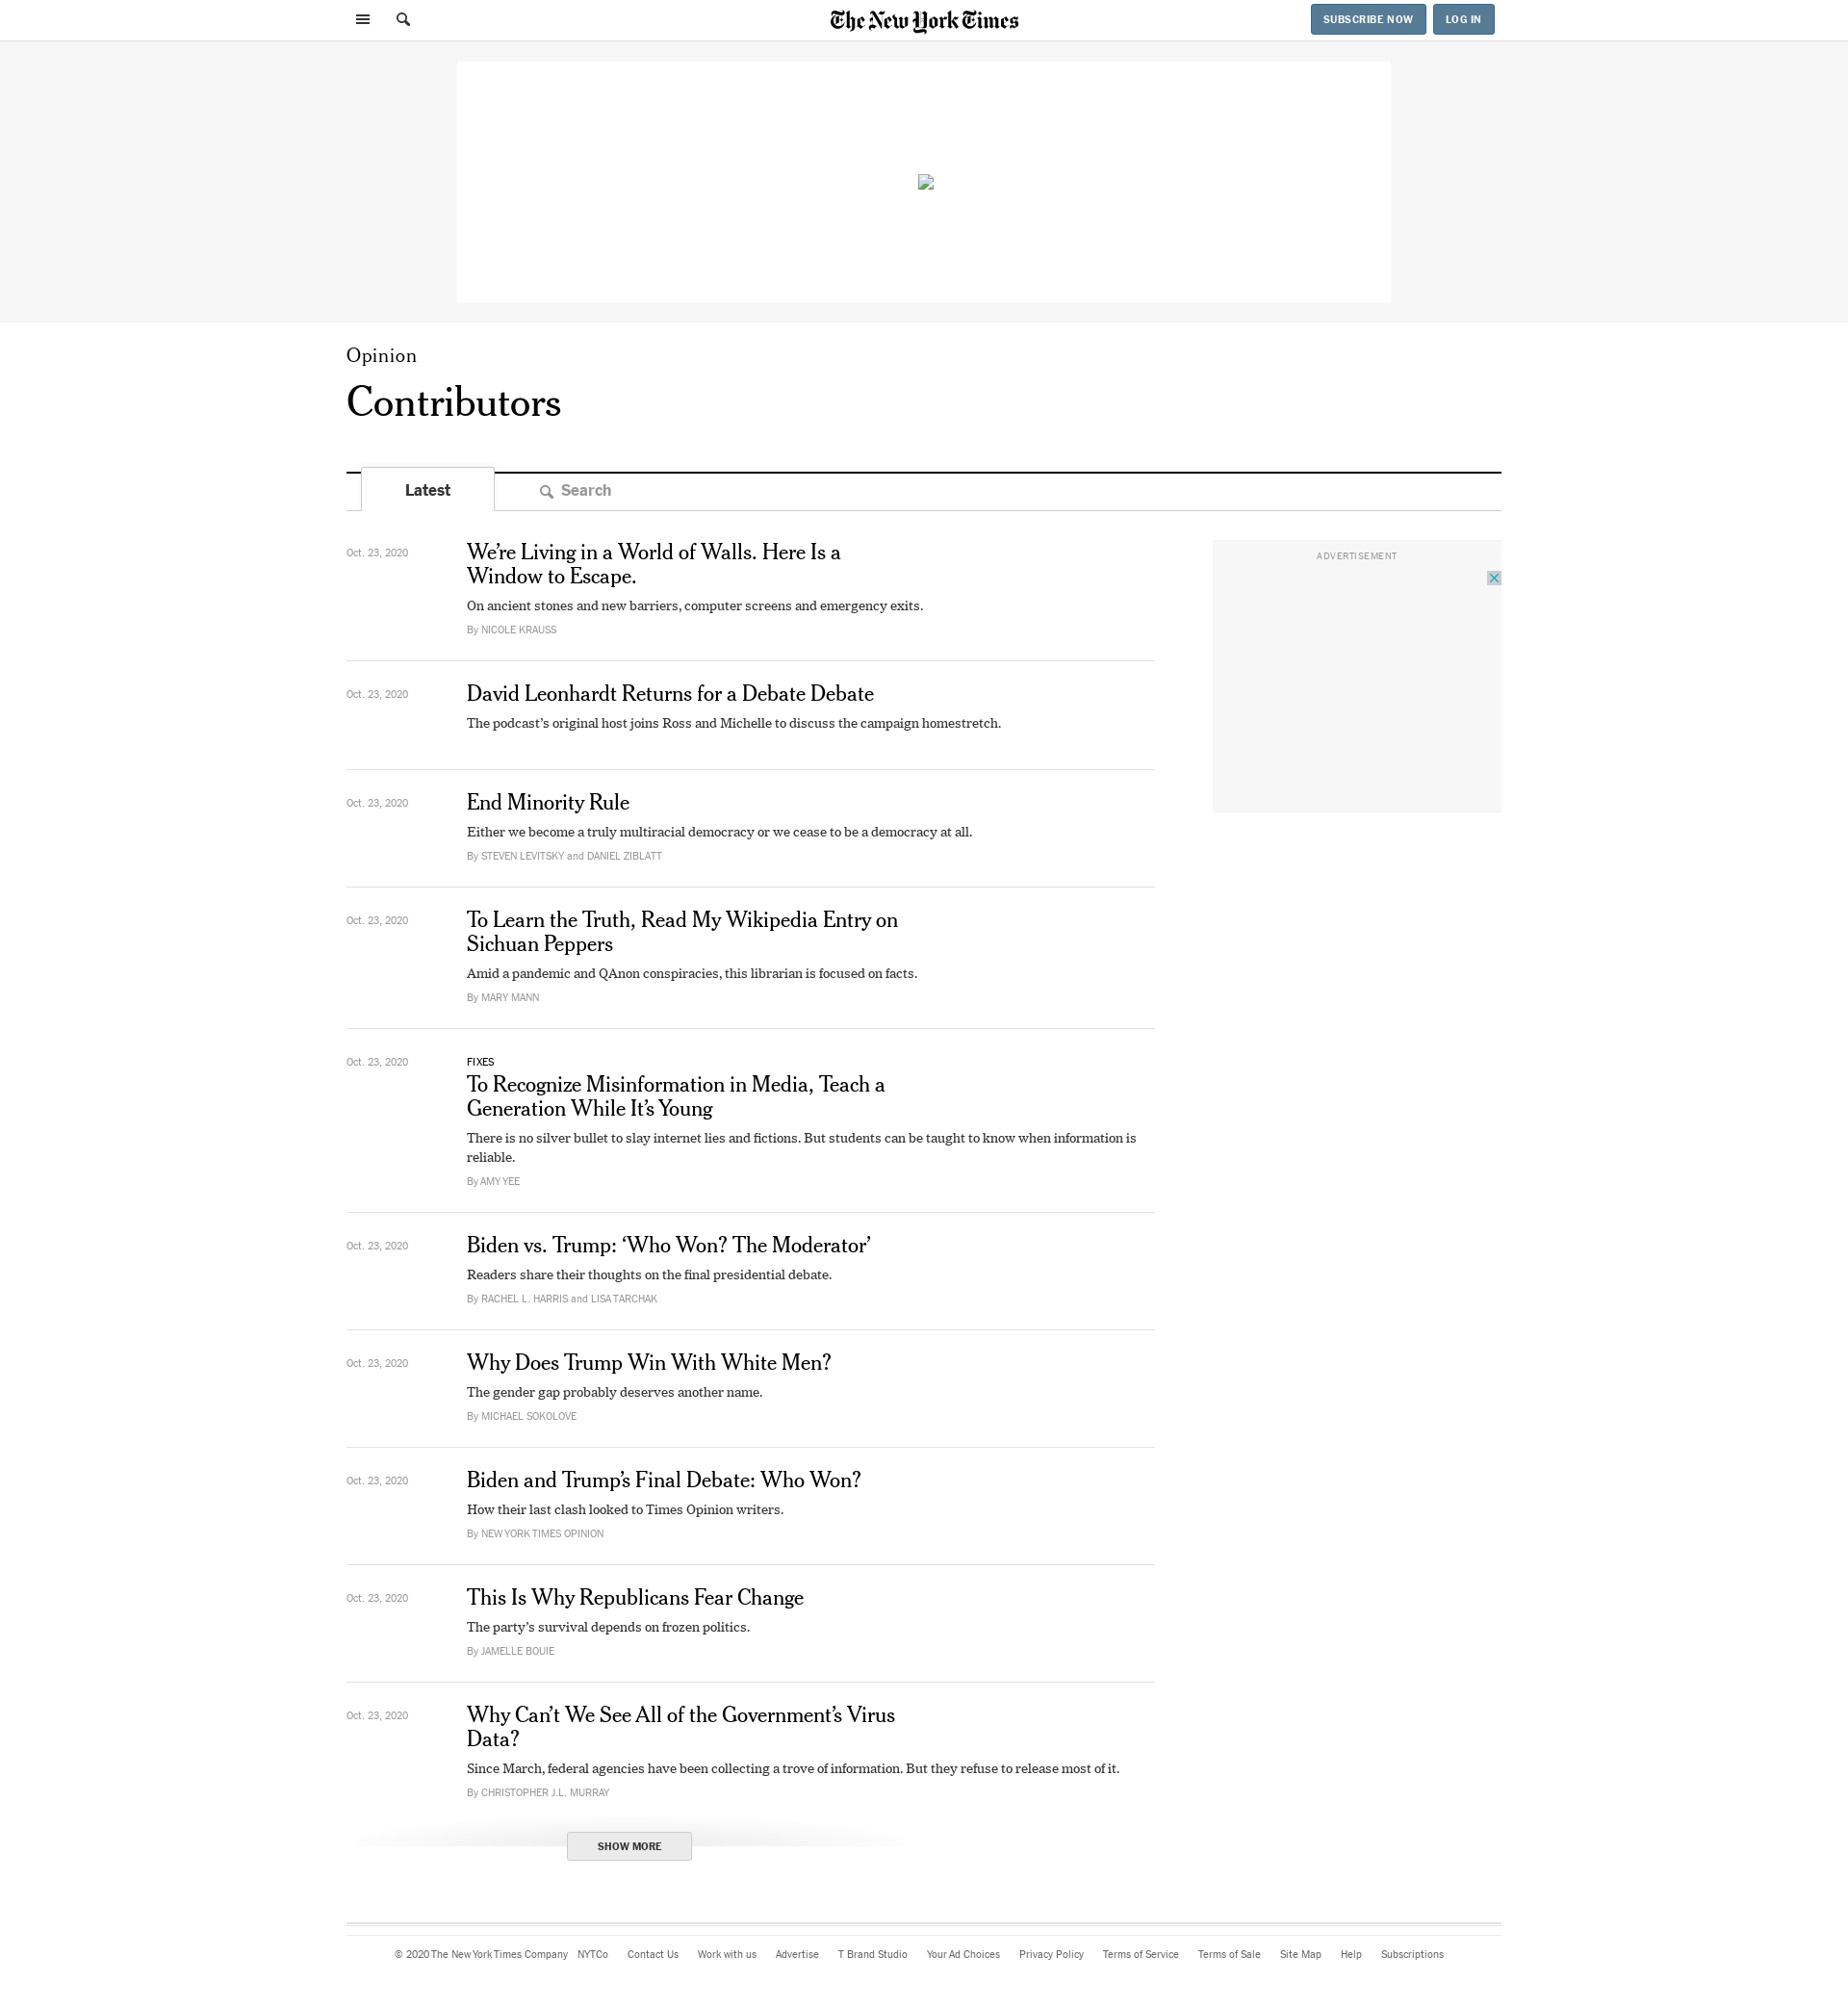 The New York Times
SUBSCRIBE NOW
LOG IN
Opinion
Contributors
Latest
Search
Oct. 23, 2020
We’re Living in a World of Walls. Here Is a
Window to Escape.
On ancient stones and new barriers, computer screens and emergency exits.
By NICOLE KRAUSS
ADVERTISEMENT
Oct. 23, 2020
David Leonhardt Returns for a Debate Debate
The podcast’s original host joins Ross and Michelle to discuss the campaign homestretch.
Oct. 23, 2020
End Minority Rule
Either we become a truly multiracial democracy or we cease to be a democracy at all.
By STEVEN LEVITSKY and DANIEL ZIBLATT
Oct. 23, 2020
To Learn the Truth, Read My Wikipedia Entry on
Sichuan Peppers
Amid a pandemic and QAnon conspiracies, this librarian is focused on facts.
By MARY MANN
Oct. 23, 2020
FIXES
To Recognize Misinformation in Media, Teach a
Generation While It’s Young
There is no silver bullet to slay internet lies and fictions. But students can be taught to know when information is
reliable.
By AMY YEE
Oct. 23, 2020
Biden vs. Trump: ‘Who Won? The Moderator’
Readers share their thoughts on the final presidential debate.
By RACHEL L. HARRIS and LISA TARCHAK
Oct. 23, 2020
Why Does Trump Win With White Men?
The gender gap probably deserves another name.
By MICHAEL SOKOLOVE
Oct. 23, 2020
Biden and Trump’s Final Debate: Who Won?
How their last clash looked to Times Opinion writers.
By NEW YORK TIMES OPINION
Oct. 23, 2020
This Is Why Republicans Fear Change
The party’s survival depends on frozen politics.
By JAMELLE BOUIE
Oct. 23, 2020
Why Can’t We See All of the Government’s Virus
Data?
Since March, federal agencies have been collecting a trove of information. But they refuse to release most of it.
By CHRISTOPHER J.L. MURRAY
SHOW MORE
© 2020 The New York Times Company NYTCo Contact Us Work with us Advertise T Brand Studio Your Ad Choices Privacy Policy Terms of Service Terms of Sale Site Map Help Subscriptions